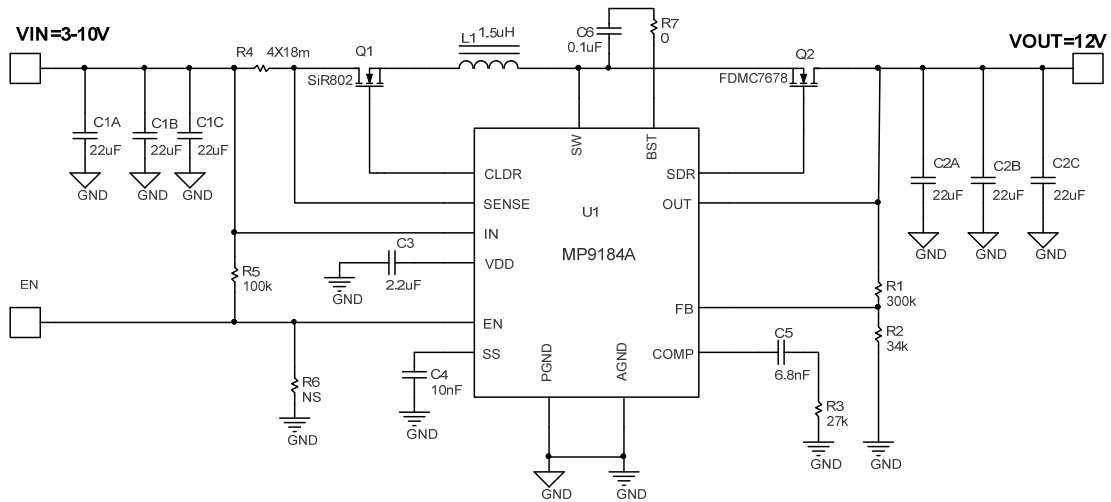 VIN=3-10V
R4
4X18m
Q1
SiR802
L1
1.5uH
C6
0.1uF
R7
0
Q2
FDMC7678
VOUT=12V
C1A
22uF
GND
C1B
22uF
GND
C1C
22uF
GND
CLDR
SENSE
IN
VDD
EN
SS
SW
BST
SDR
OUT
FB
COMP
PGND
AGND
U1
MP9184A
C2A
22uF
GND
C2B
22uF
GND
C2C
22uF
GND
C3
2.2uF
GND
R5
100k
EN
R6
NS
GND
C4
10nF
GND
R1
300k
R2
34k
GND
C5
6.8nF
R3
27k
GND
GND
GND